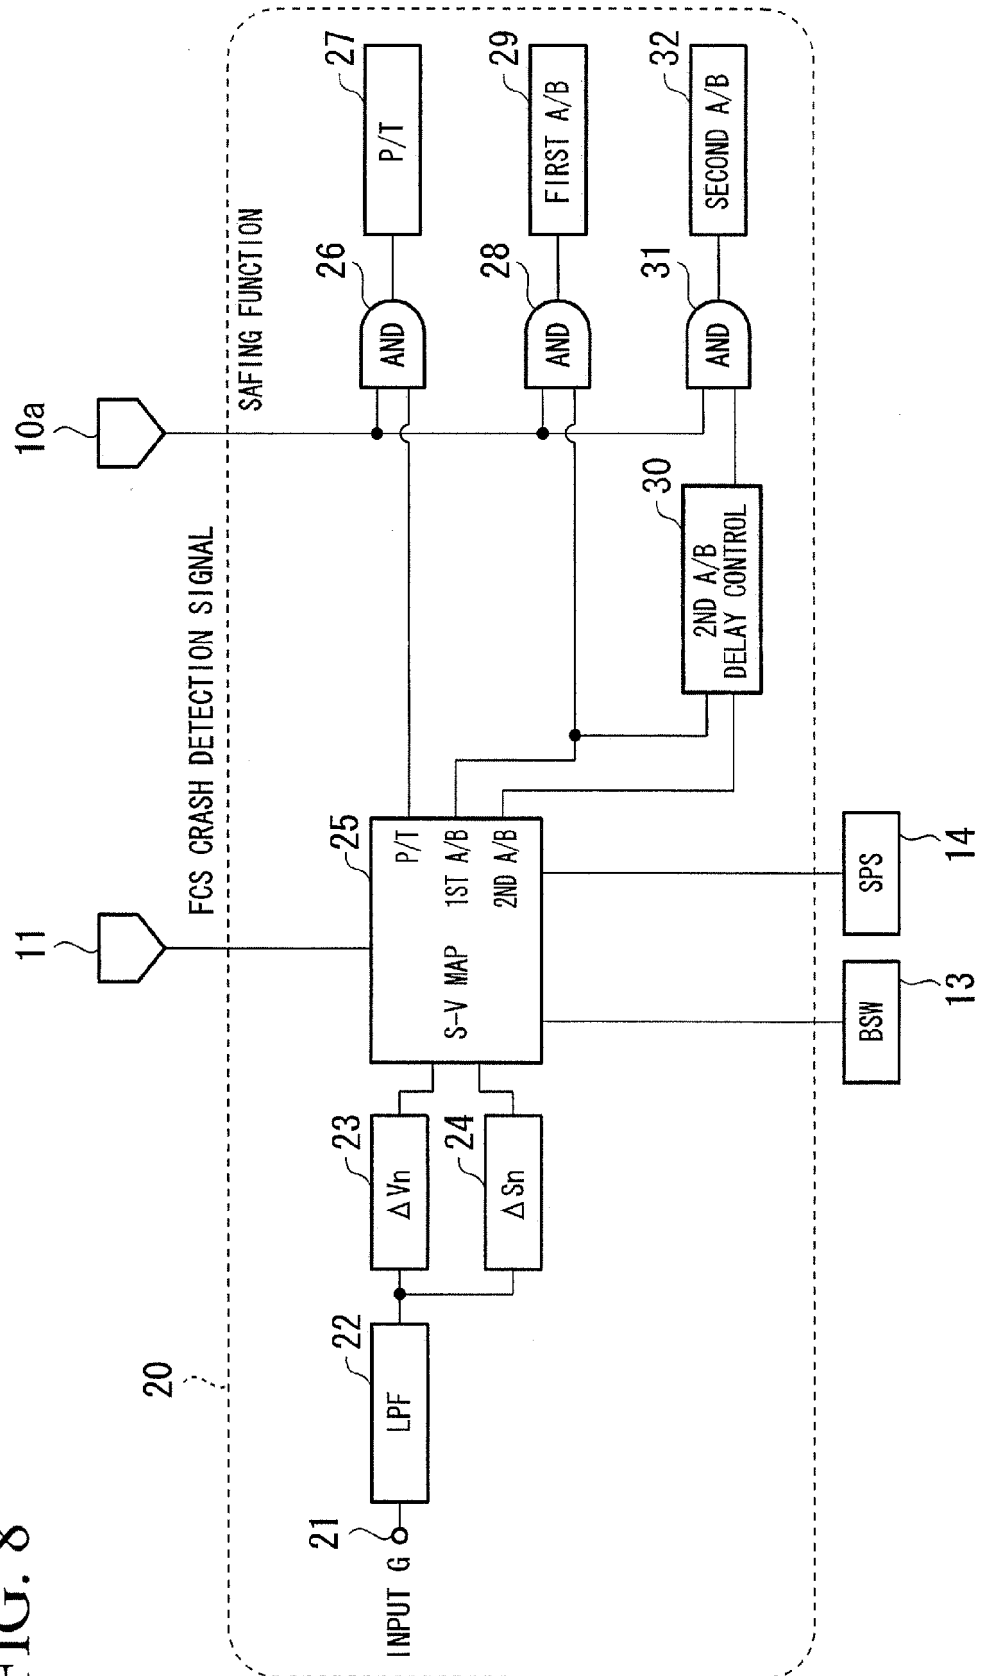 FIG. 8
20
INPUT G
21
22
LPF
23
ΔVn
24
ΔSn
11
FCS CRASH DETECTION SIGNAL
25
S-V MAP
P/T
1ST A/B
2ND A/B
BSW
13
SPS
14
10a
SAFING FUNCTION
30
2ND A/B
DELAY CONTROL
26
AND
27
P/T
28
AND
29
FIRST A/B
31
AND
32
SECOND A/B